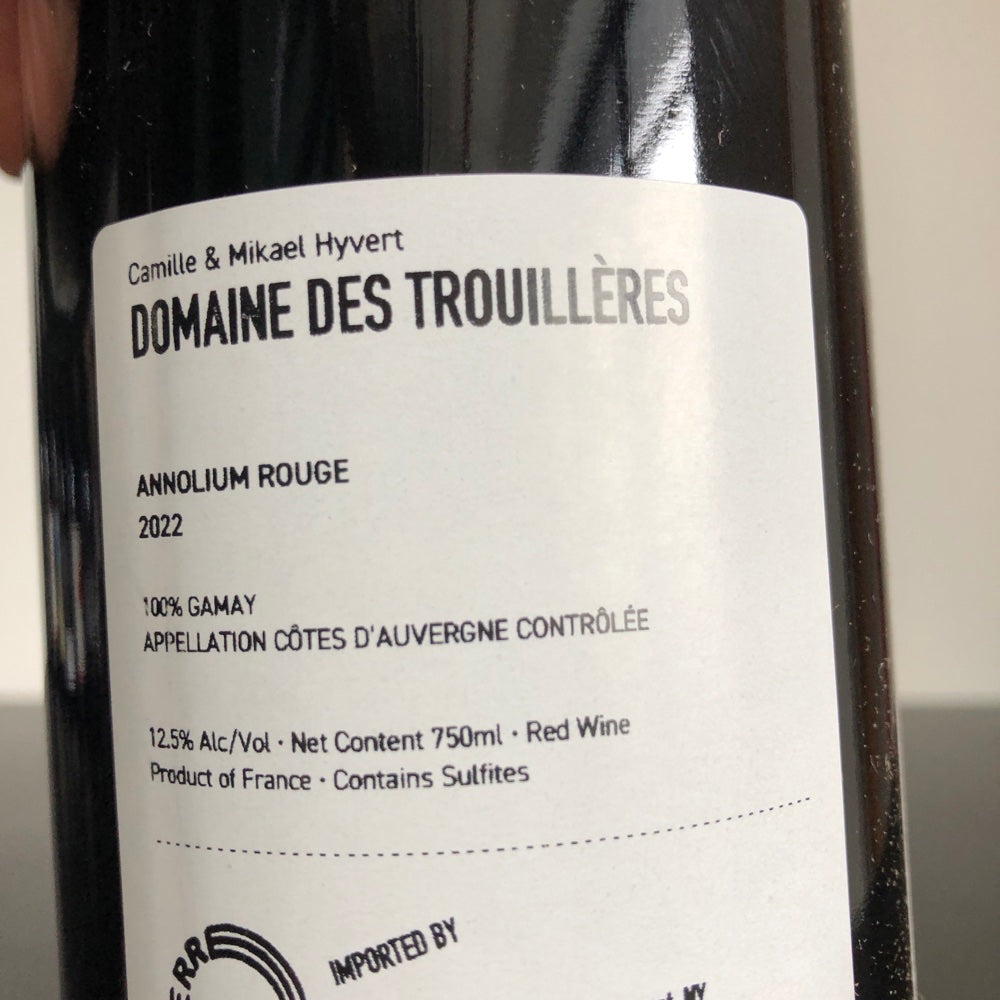 Camille & Mikael Hyvert
DOMAINE DES TROUILLÈRES
ANNOLIUM ROUGE
2022
100% GAMAY
APPELLATION CÔTES D'AUVERGNE CONTRÔLÉE
12.5% Alc/Vol · Net Content 750ml · Red Wine
Product of France · Contains Sulfites
IMPORTED BY
NY